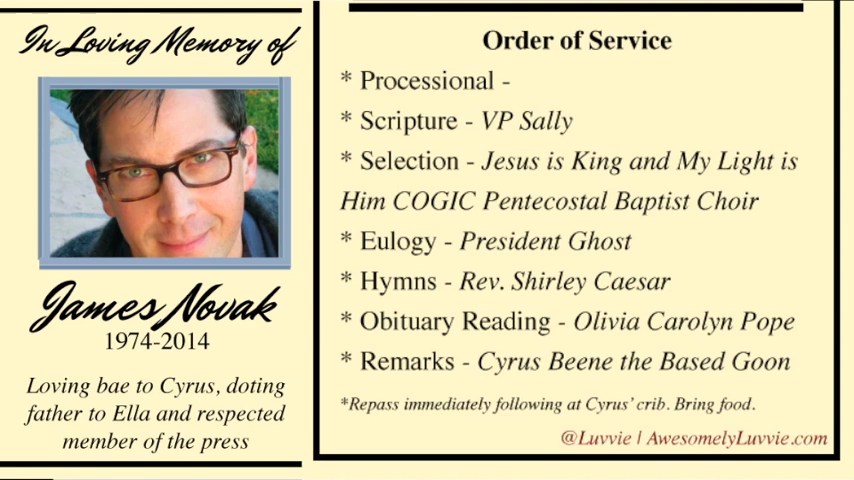 In Loving Memory of
James Novak
1974-2014
Loving bae to Cyrus, doting
father to Ella and respected
member of the press
Order of Service
* Processional -
* Scripture - VP Sally
* Selection - Jesus is King and My Light is
Him COGIC Pentecostal Baptist Choir
* Eulogy - President Ghost
* Hymns - Rev. Shirley Caesar
* Obituary Reading - Olivia Carolyn Pope
* Remarks - Cyrus Beene the Based Goon
*Repass immediately following at Cyrus' crib. Bring food.
@Luvvie | AwesomelyLuvvie.com